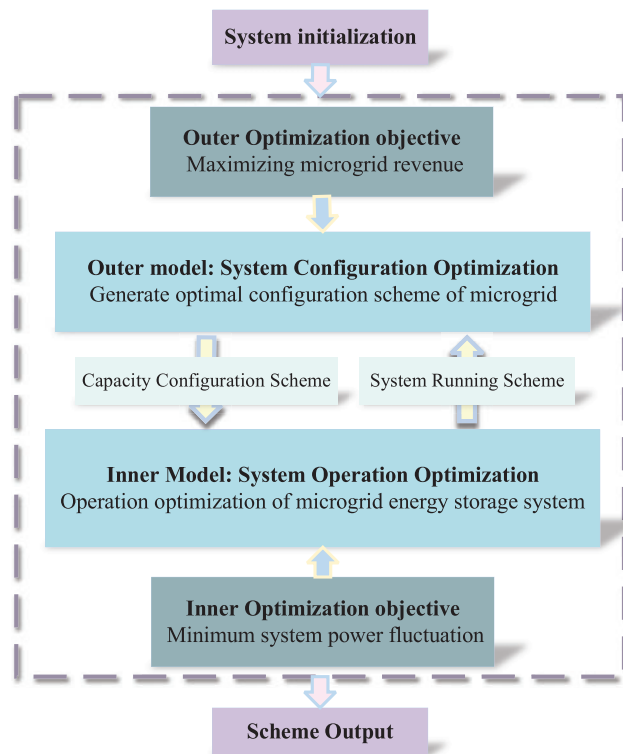 System initialization
Outer Optimization objective
Maximizing microgrid revenue
Outer model: System Configuration Optimization
Generate optimal configuration scheme of microgrid
Capacity Configuration Scheme
System Running Scheme
Inner Model: System Operation Optimization
Operation optimization of microgrid energy storage system
Inner Optimization objective
Minimum system power fluctuation
Scheme Output